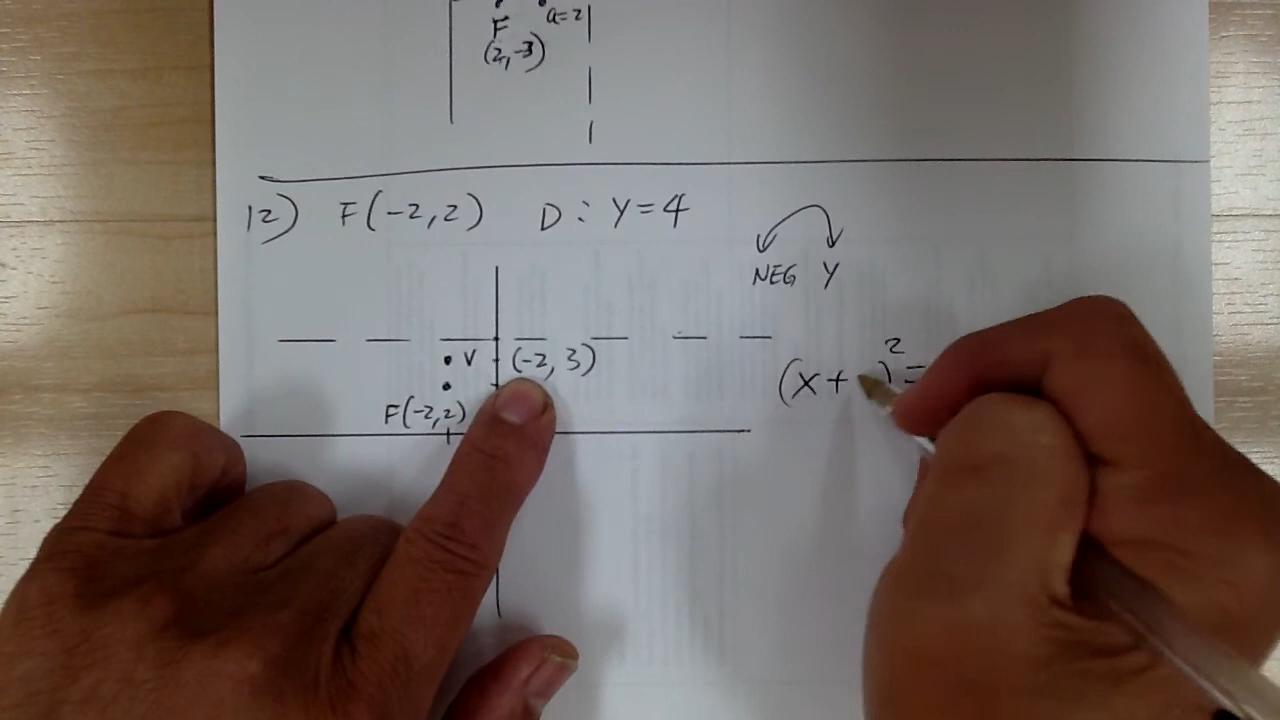 F a=2
(2,-3)
12) F(-2,2) D: Y=4
NEG Y
V (-2,3)
F(-2,2)
(x+ )²=